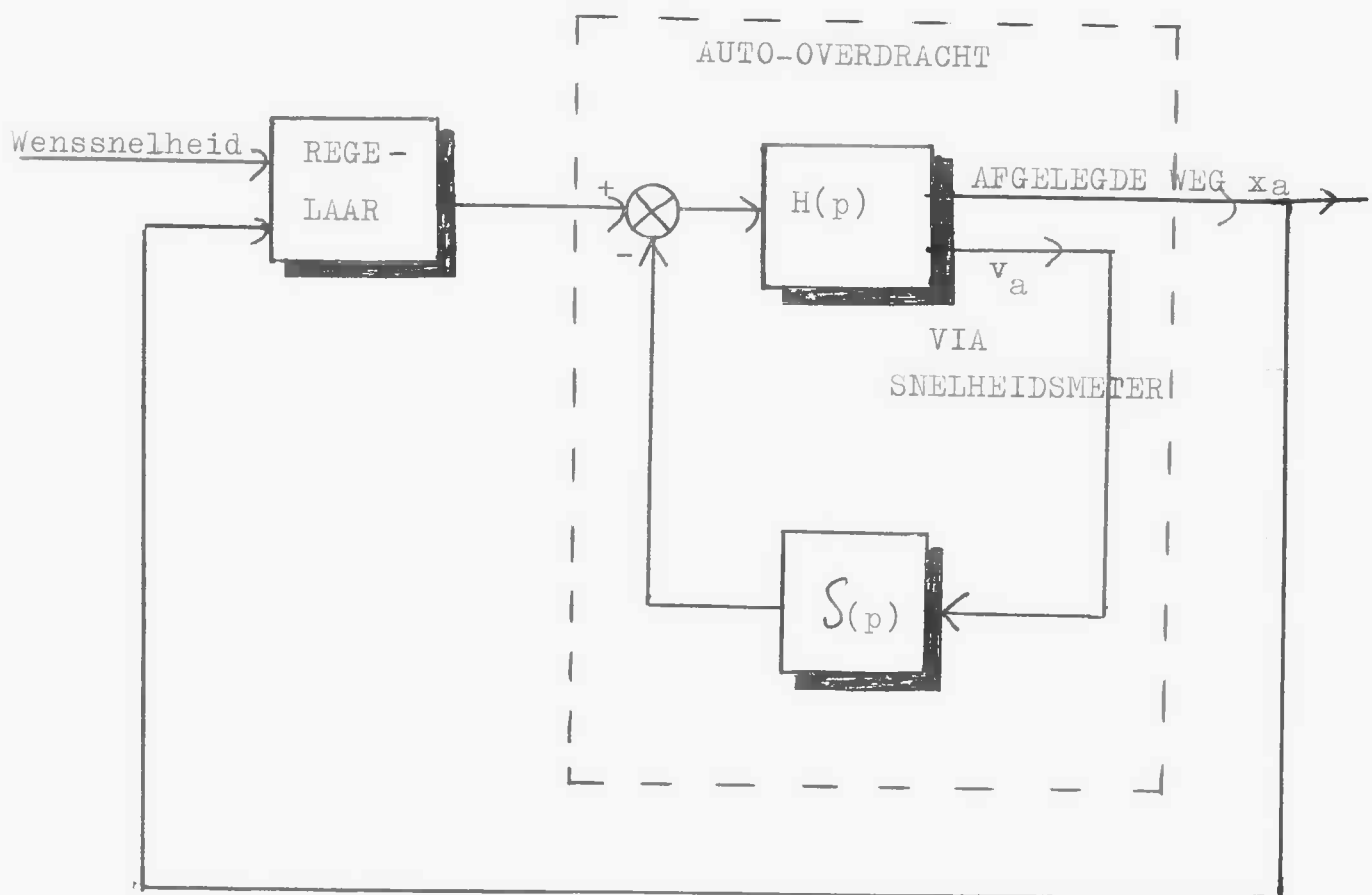 AUTO-OVERDRACHT
Wenssnelheid
REGE-
LAAR
+
-
H(p)
AFGELEGDE WEG xa
va
VIA
SNELHEIDSMETER
S(p)